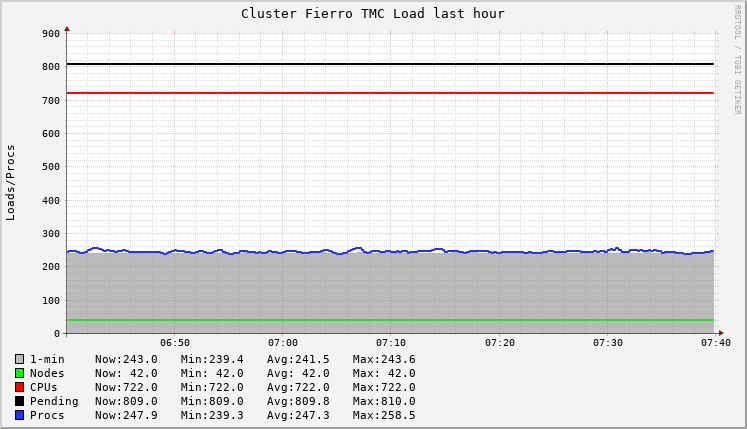 Cluster Fierro TMC Load last hour
RRDTOOL / TOBI OETIKER
Loads/Procs
900
800
700
600
500
400
300
200
100
0
06:50 07:00 07:10 07:20 07:30 07:40
1-min Now:243.0 Min:239.4 Avg:241.5 Max:243.6
Nodes Now: 42.0 Min: 42.0 Avg: 42.0 Max: 42.0
CPUs Now:722.0 Min:722.0 Avg:722.0 Max:722.0
Pending Now:809.0 Min:809.0 Avg:809.8 Max:810.0
Procs Now:247.9 Min:239.3 Avg:247.3 Max:258.5